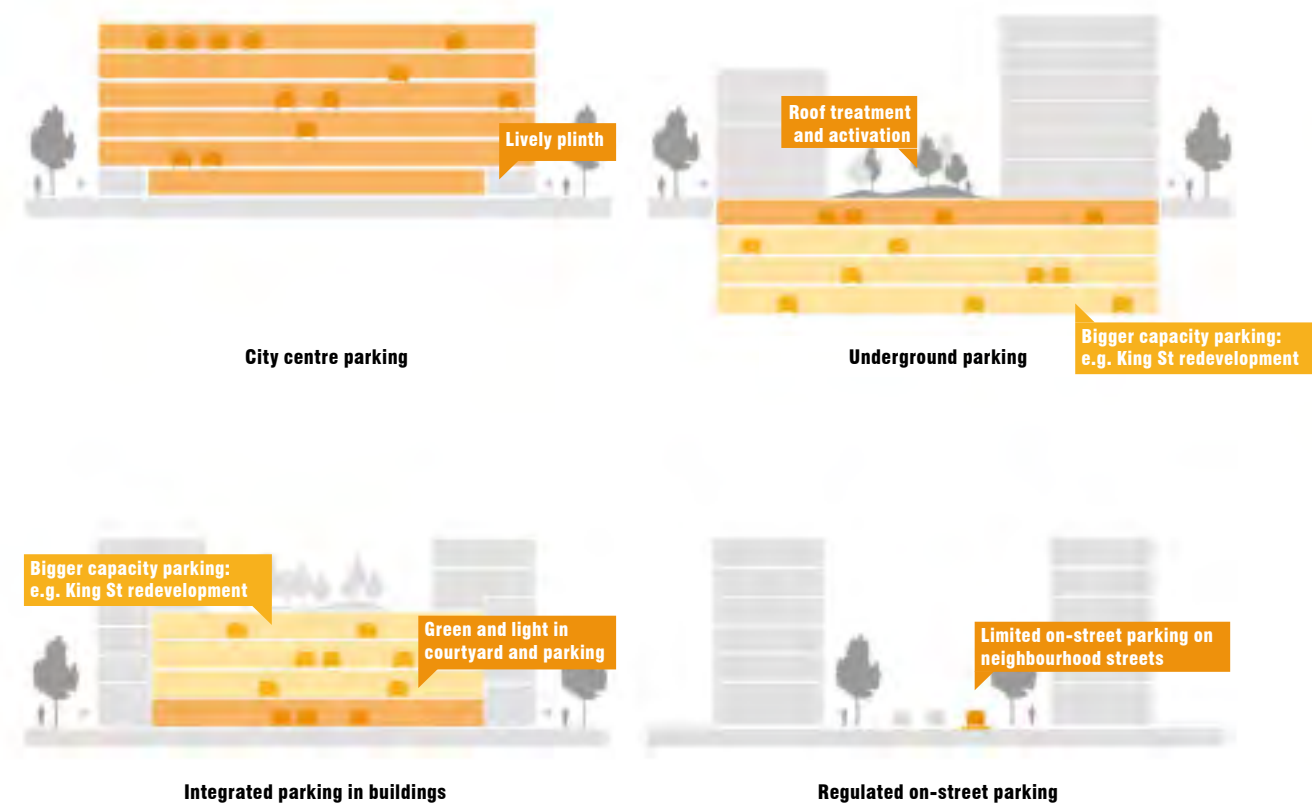 Lively plinth
City centre parking
Roof treatment
and activation
Bigger capacity parking:
e.g. King St redevelopment
Underground parking
Bigger capacity parking:
e.g. King St redevelopment
Green and light in
courtyard and parking
Integrated parking in buildings
Limited on-street parking on
neighbourhood streets
Regulated on-street parking